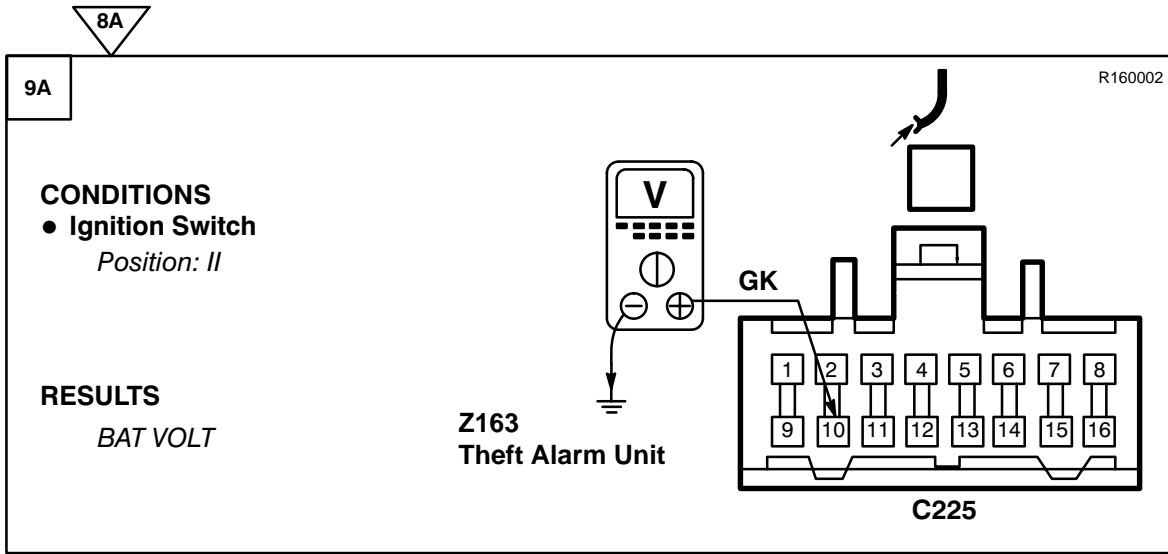 8A
9A
R160002
CONDITIONS
● Ignition Switch
Position: II
V
GK
1 2 3 4 5 6 7 8
RESULTS
BAT VOLT
Z163
Theft Alarm Unit
9 10 11 12 13 14 15 16
C225